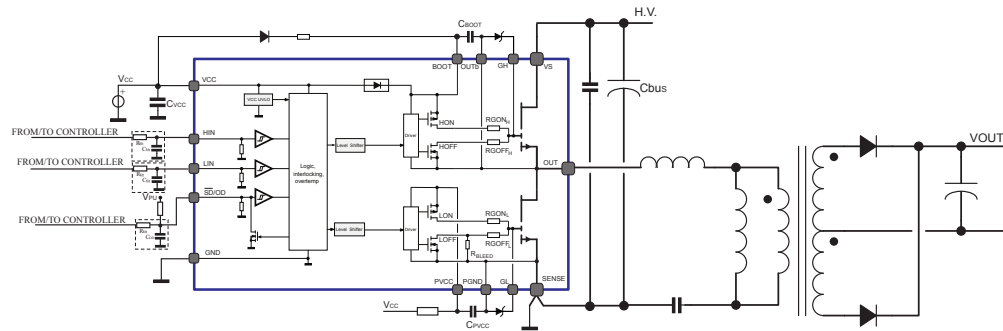 H.V.
CBOOT
BOOT OUTb GH VS
VCC
VCC
CVCC
VCC UVLO
Cbus
FROM/TO CONTROLLER
HIN
Driver
HON
RGONH
HOFF
RGOFFH
Level Shifter
VOUT
FROM/TO CONTROLLER
LIN
Logic,
interlocking,
overtemp
OUT
VPU
SD/OD
FROM/TO CONTROLLER
Level Shifter
Driver
LON
RGONL
LOFF
RGOFFL
RBLEED
GND
PVCC PGND GL SENSE
VCC
CPVCC